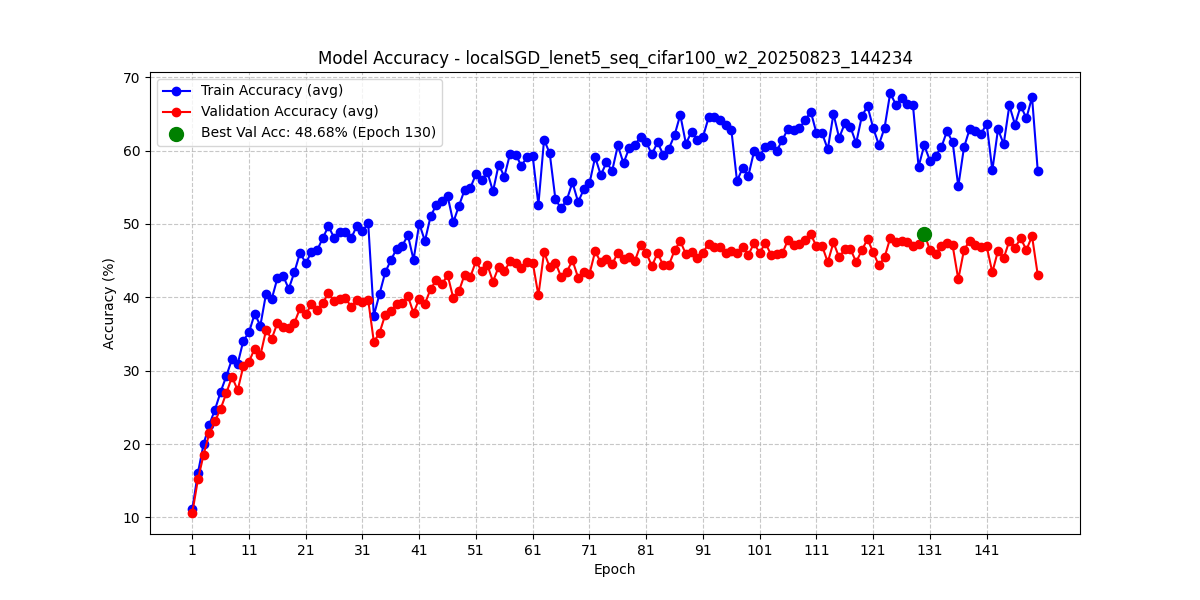 Model Accuracy - localSGD_lenet5_seq_cifar100_w2_20250823_144234
Train Accuracy (avg)
Validation Accuracy (avg)
Best Val Acc: 48.68% (Epoch 130)
Accuracy (%)
70
60
50
40
30
20
10
1 11 21 31 41 51 61 71 81 91 101 111 121 131 141
Epoch